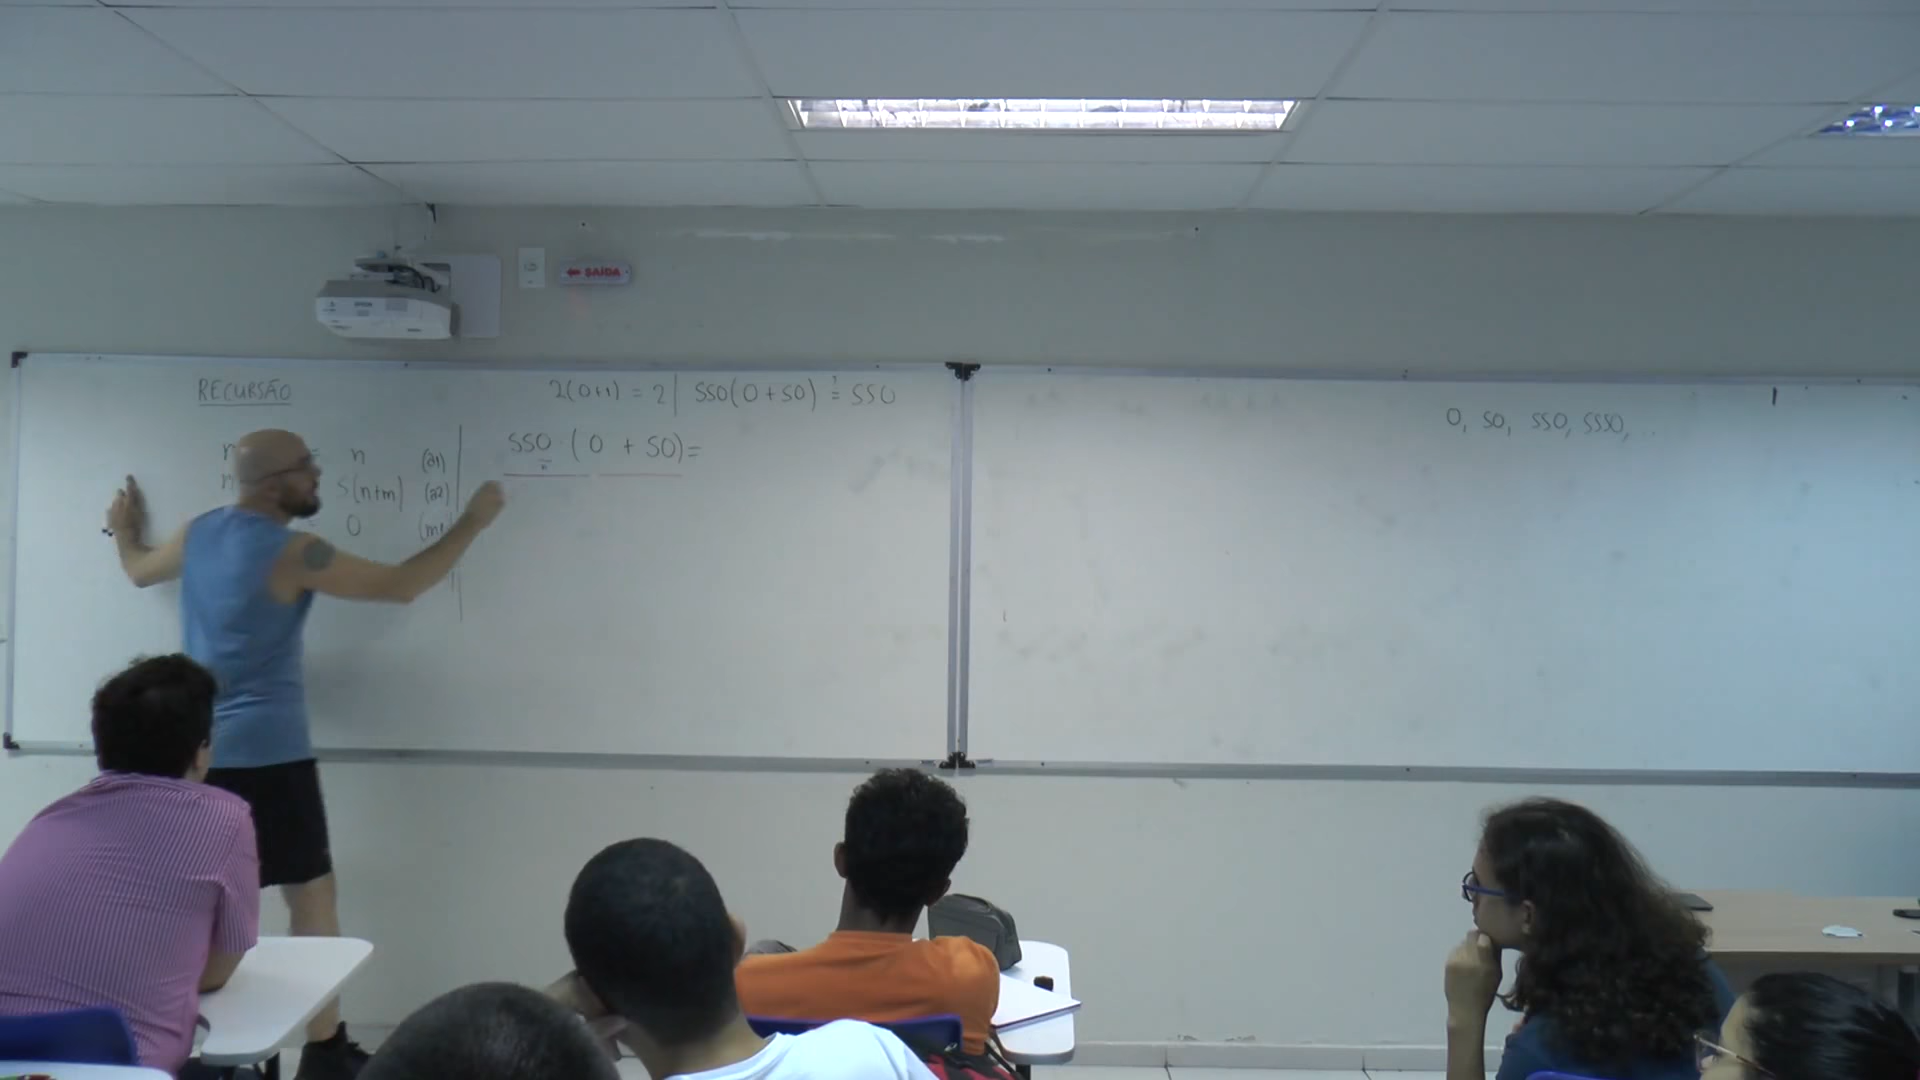 SAÍDA
RECURSÃO
2(0+1) = 2 | SS0(0+S0) ≟ SS0
0, S0, SS0, SSS0, ...
= n (a1)
S(n+m) (a2)
= 0
SS0 · (0 + S0) =
n